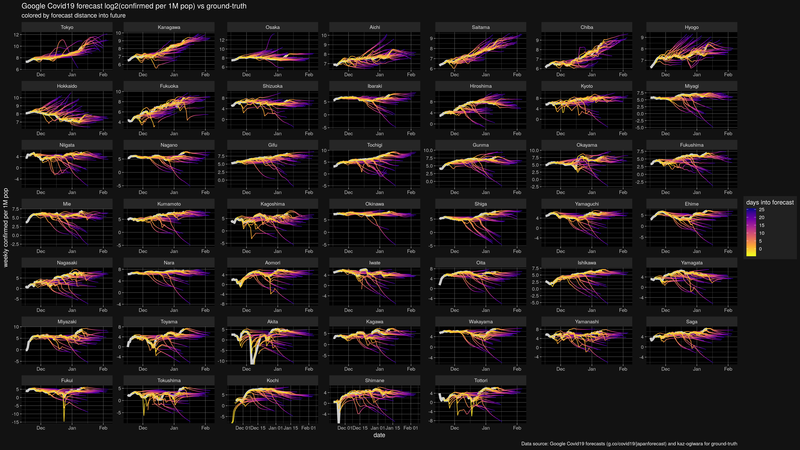 Google Covid19 forecast log2(confirmed per 1M pop) vs ground-truth
colored by forecast distance into future
Tokyo Kanagawa Osaka Aichi Saitama Chiba Hyogo
Hokkaido Fukuoka Shizuoka Ibaraki Hiroshima Kyoto Miyagi
Niigata Nagano Gifu Tochigi Gunma Okayama Fukushima
Mie Kumamoto Kagoshima Okinawa Shiga Yamaguchi Ehime
Nagasaki Nara Aomori Iwate Oita Ishikawa Yamagata
Miyazaki Toyama Akita Kagawa Wakayama Yamanashi Saga
Fukui Tokushima Kochi Shimane Tottori
Dec Jan Feb
Dec 01 Dec 15 Jan 01 Jan 15 Feb 01
weekly confirmed per 1M pop
date
days into forecast
25
20
15
10
5
0
Data source: Google Covid19 forecasts (g.co/covid19/japanforecast) and kaz-ogiwara for ground-truth